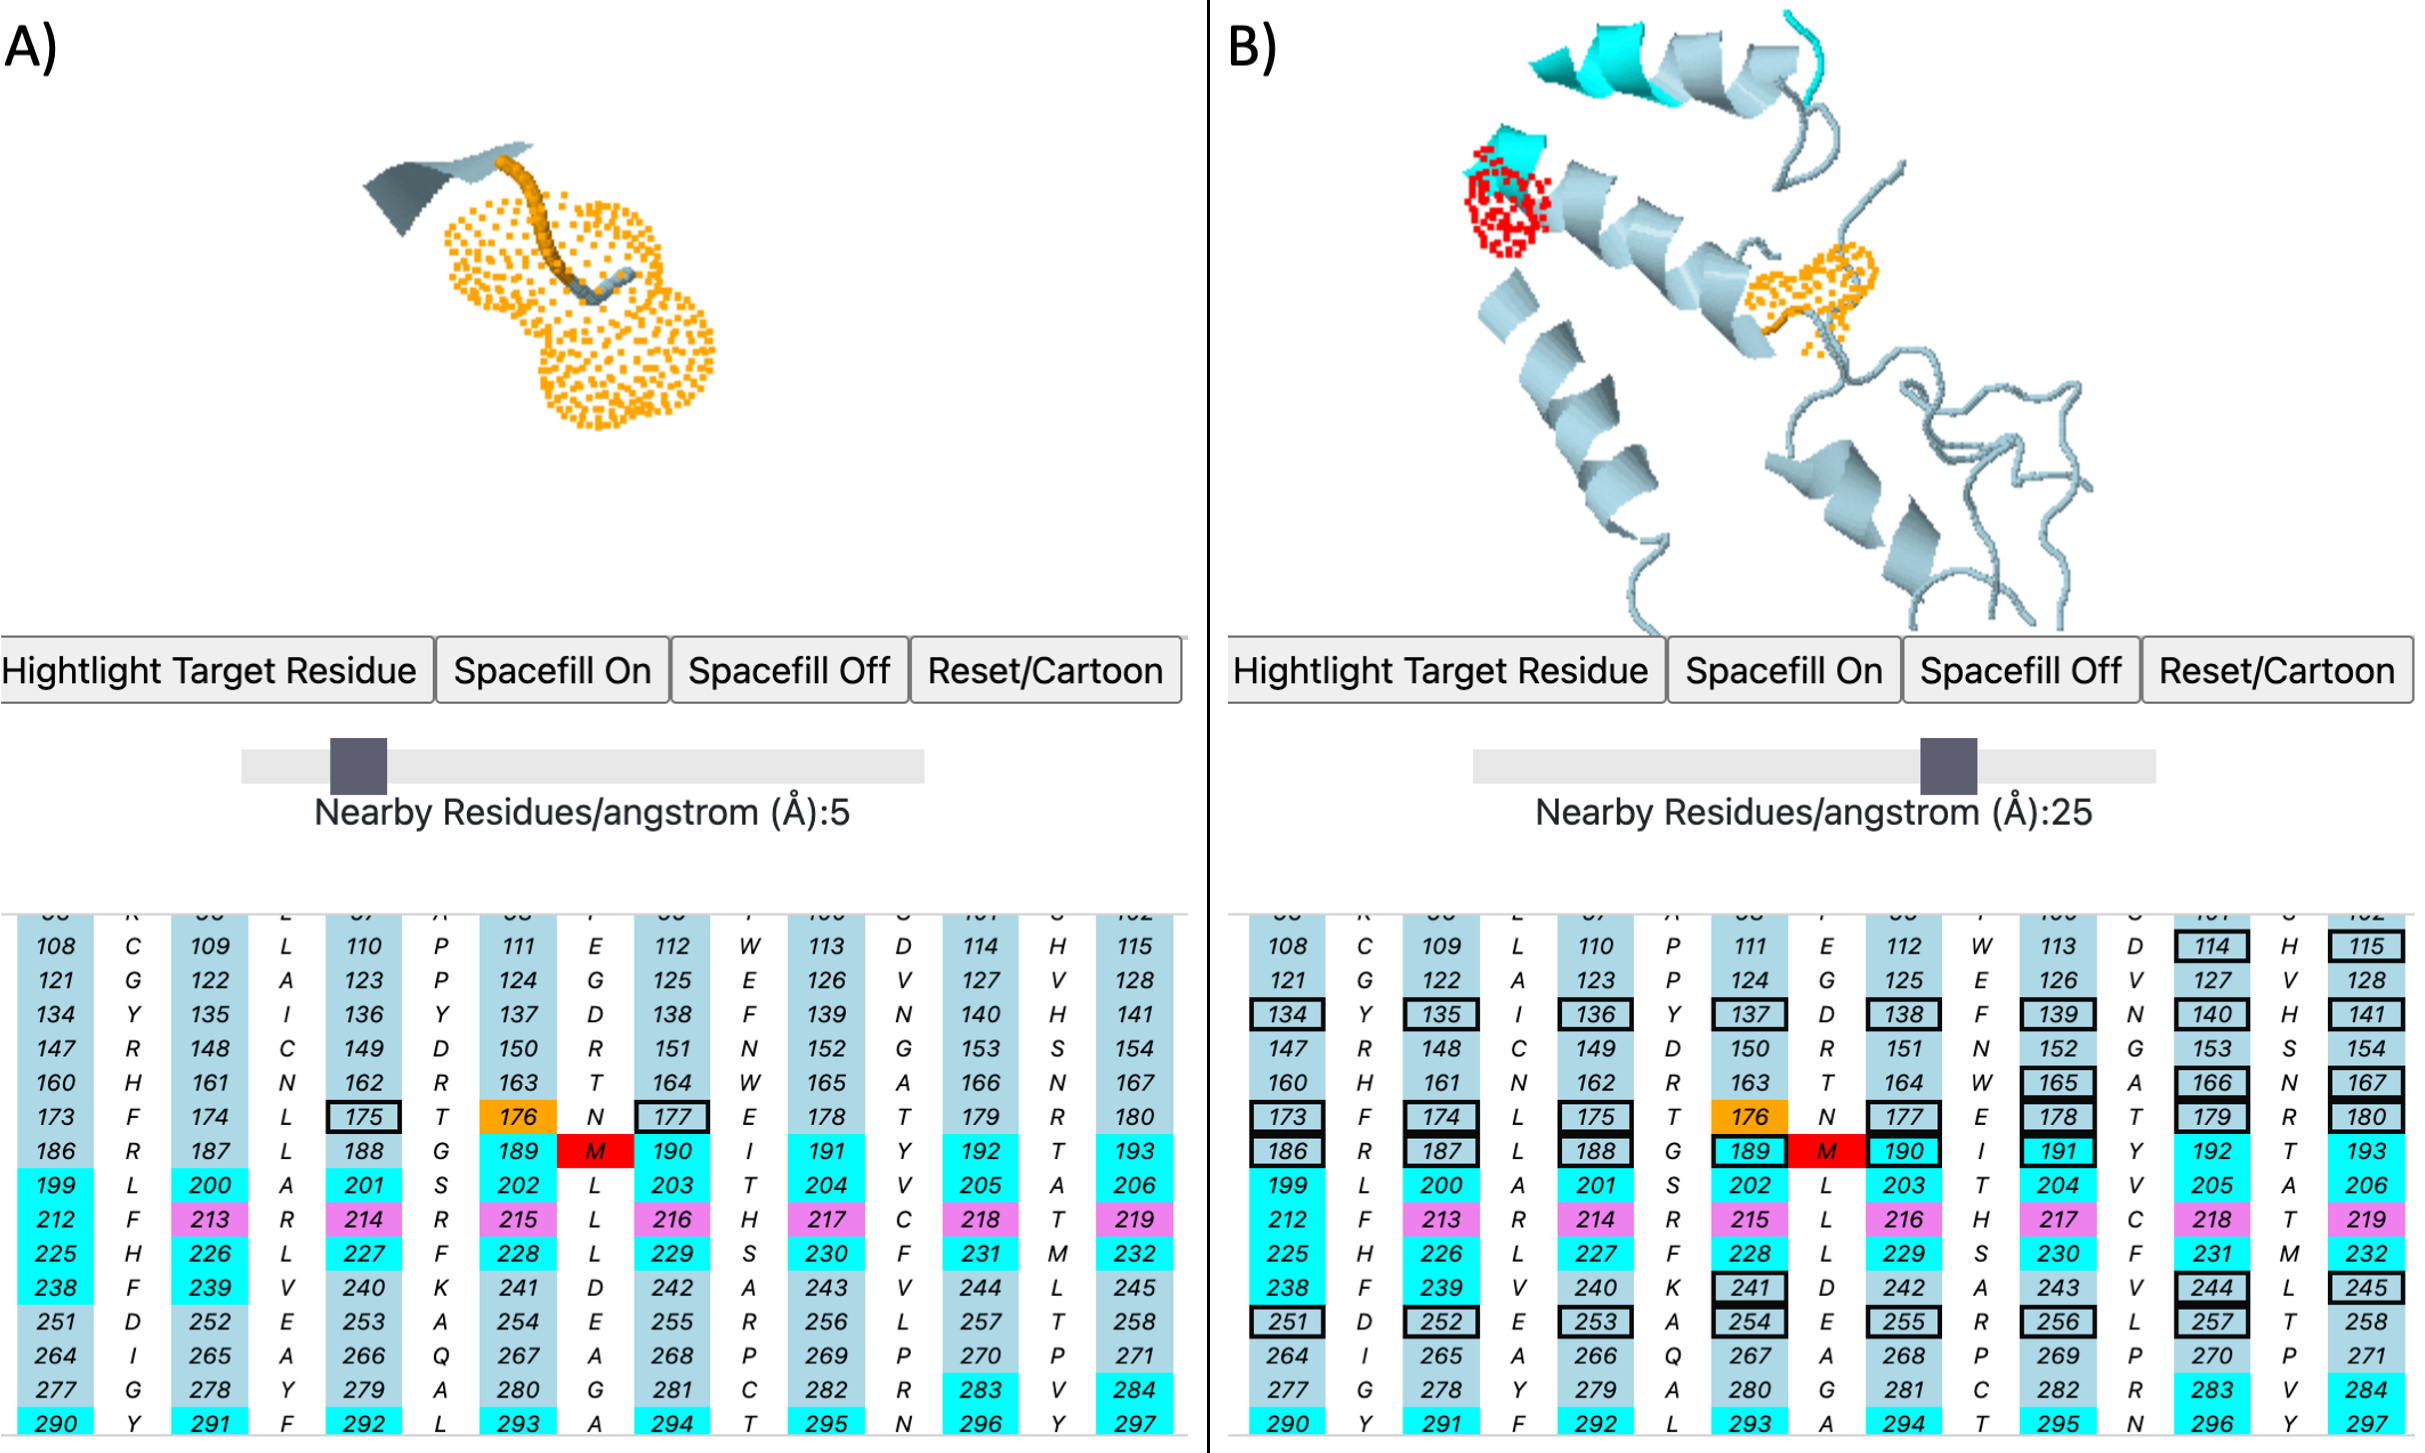 A)
Hightlight Target Residue Spacefill On Spacefill Off Reset/Cartoon
Nearby Residues/angstrom (Å):5
108 C 109 L 110 P 111 E 112 W 113 D 114 H 115
121 G 122 A 123 P 124 G 125 E 126 V 127 V 128
134 Y 135 I 136 Y 137 D 138 F 139 N 140 H 141
147 R 148 C 149 D 150 R 151 N 152 G 153 S 154
160 H 161 N 162 R 163 T 164 W 165 A 166 N 167
173 F 174 L 175 T 176 N 177 E 178 T 179 R 180
186 R 187 L 188 G 189 M 190 I 191 Y 192 T 193
199 L 200 A 201 S 202 L 203 T 204 V 205 A 206
212 F 213 R 214 R 215 L 216 H 217 C 218 T 219
225 H 226 L 227 F 228 L 229 S 230 F 231 M 232
238 F 239 V 240 K 241 D 242 A 243 V 244 L 245
251 D 252 E 253 A 254 E 255 R 256 L 257 T 258
264 I 265 A 266 Q 267 A 268 P 269 P 270 P 271
277 G 278 Y 279 A 280 G 281 C 282 R 283 V 284
290 Y 291 F 292 L 293 A 294 T 295 N 296 Y 297
B)
Hightlight Target Residue Spacefill On Spacefill Off Reset/Cartoon
Nearby Residues/angstrom (Å):25
108 C 109 L 110 P 111 E 112 W 113 D 114 H 115
121 G 122 A 123 P 124 G 125 E 126 V 127 V 128
134 Y 135 I 136 Y 137 D 138 F 139 N 140 H 141
147 R 148 C 149 D 150 R 151 N 152 G 153 S 154
160 H 161 N 162 R 163 T 164 W 165 A 166 N 167
173 F 174 L 175 T 176 N 177 E 178 T 179 R 180
186 R 187 L 188 G 189 M 190 I 191 Y 192 T 193
199 L 200 A 201 S 202 L 203 T 204 V 205 A 206
212 F 213 R 214 R 215 L 216 H 217 C 218 T 219
225 H 226 L 227 F 228 L 229 S 230 F 231 M 232
238 F 239 V 240 K 241 D 242 A 243 V 244 L 245
251 D 252 E 253 A 254 E 255 R 256 L 257 T 258
264 I 265 A 266 Q 267 A 268 P 269 P 270 P 271
277 G 278 Y 279 A 280 G 281 C 282 R 283 V 284
290 Y 291 F 292 L 293 A 294 T 295 N 296 Y 297